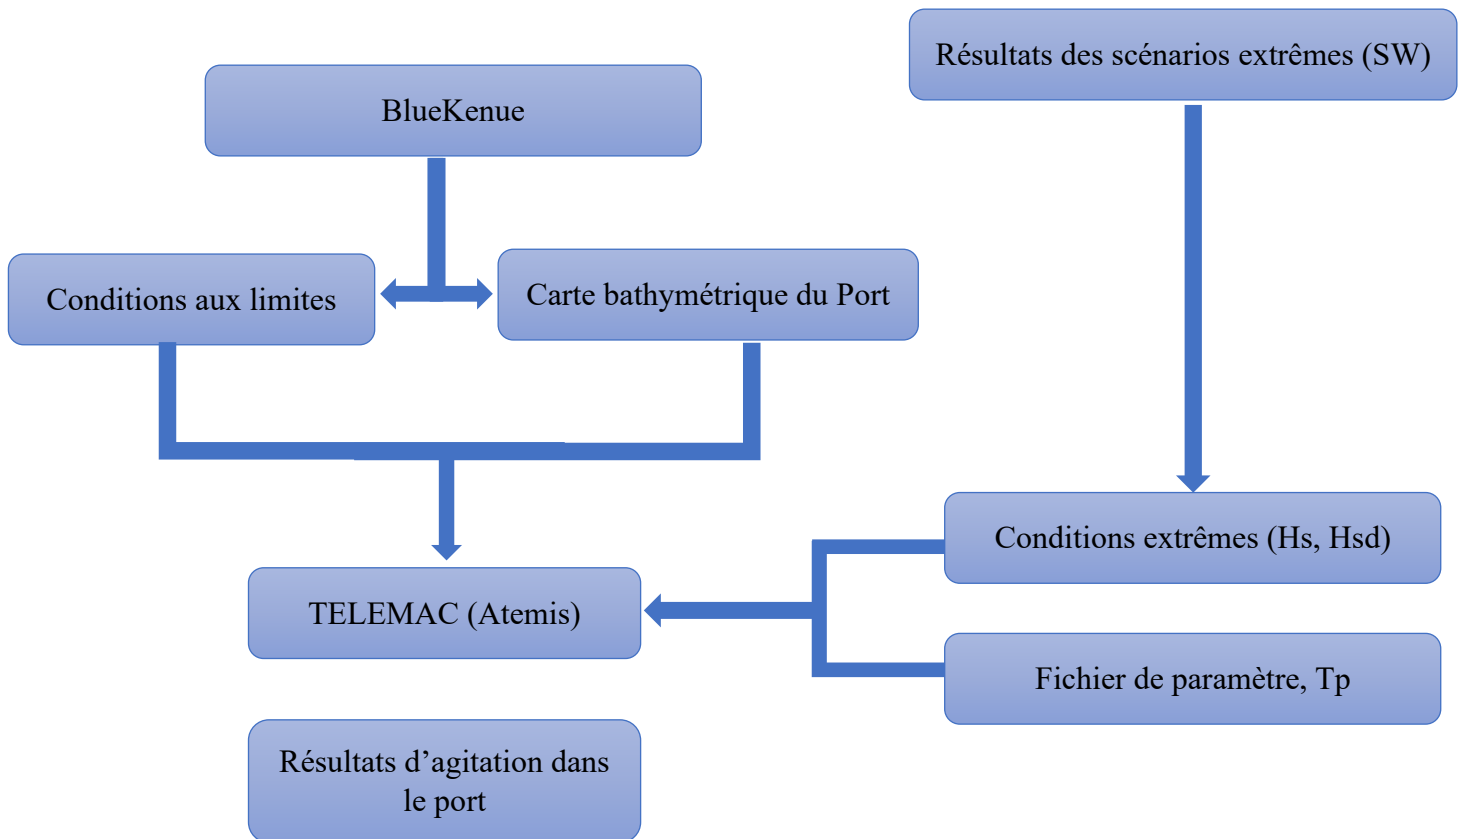 Résultats des scénarios extrêmes (SW)
BlueKenue
Conditions aux limites
Carte bathymétrique du Port
Conditions extrêmes (Hs, Hsd)
TELEMAC (Atemis)
Fichier de paramètre, Tp
Résultats d’agitation dans
le port